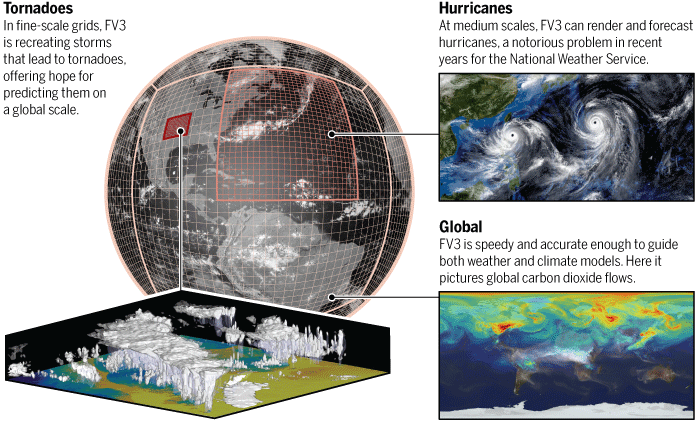 Tornadoes
In fine-scale grids, FV3
is recreating storms
that lead to tornadoes,
offering hope for
predicting them on
a global scale.
Hurricanes
At medium scales, FV3 can render and forecast
hurricanes, a notorious problem in recent
years for the National Weather Service.
Global
FV3 is speedy and accurate enough to guide
both weather and climate models. Here it
pictures global carbon dioxide flows.